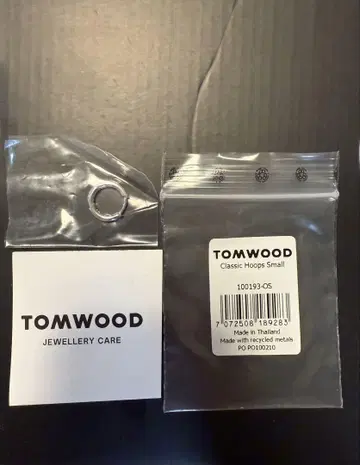 TOMWOOD
JEWELLERY CARE
TOMWOOD
Classic Hoops Small
100193-OS
7 072508 189283
Made in Thailand
Made with recycled metals
PO PO100210